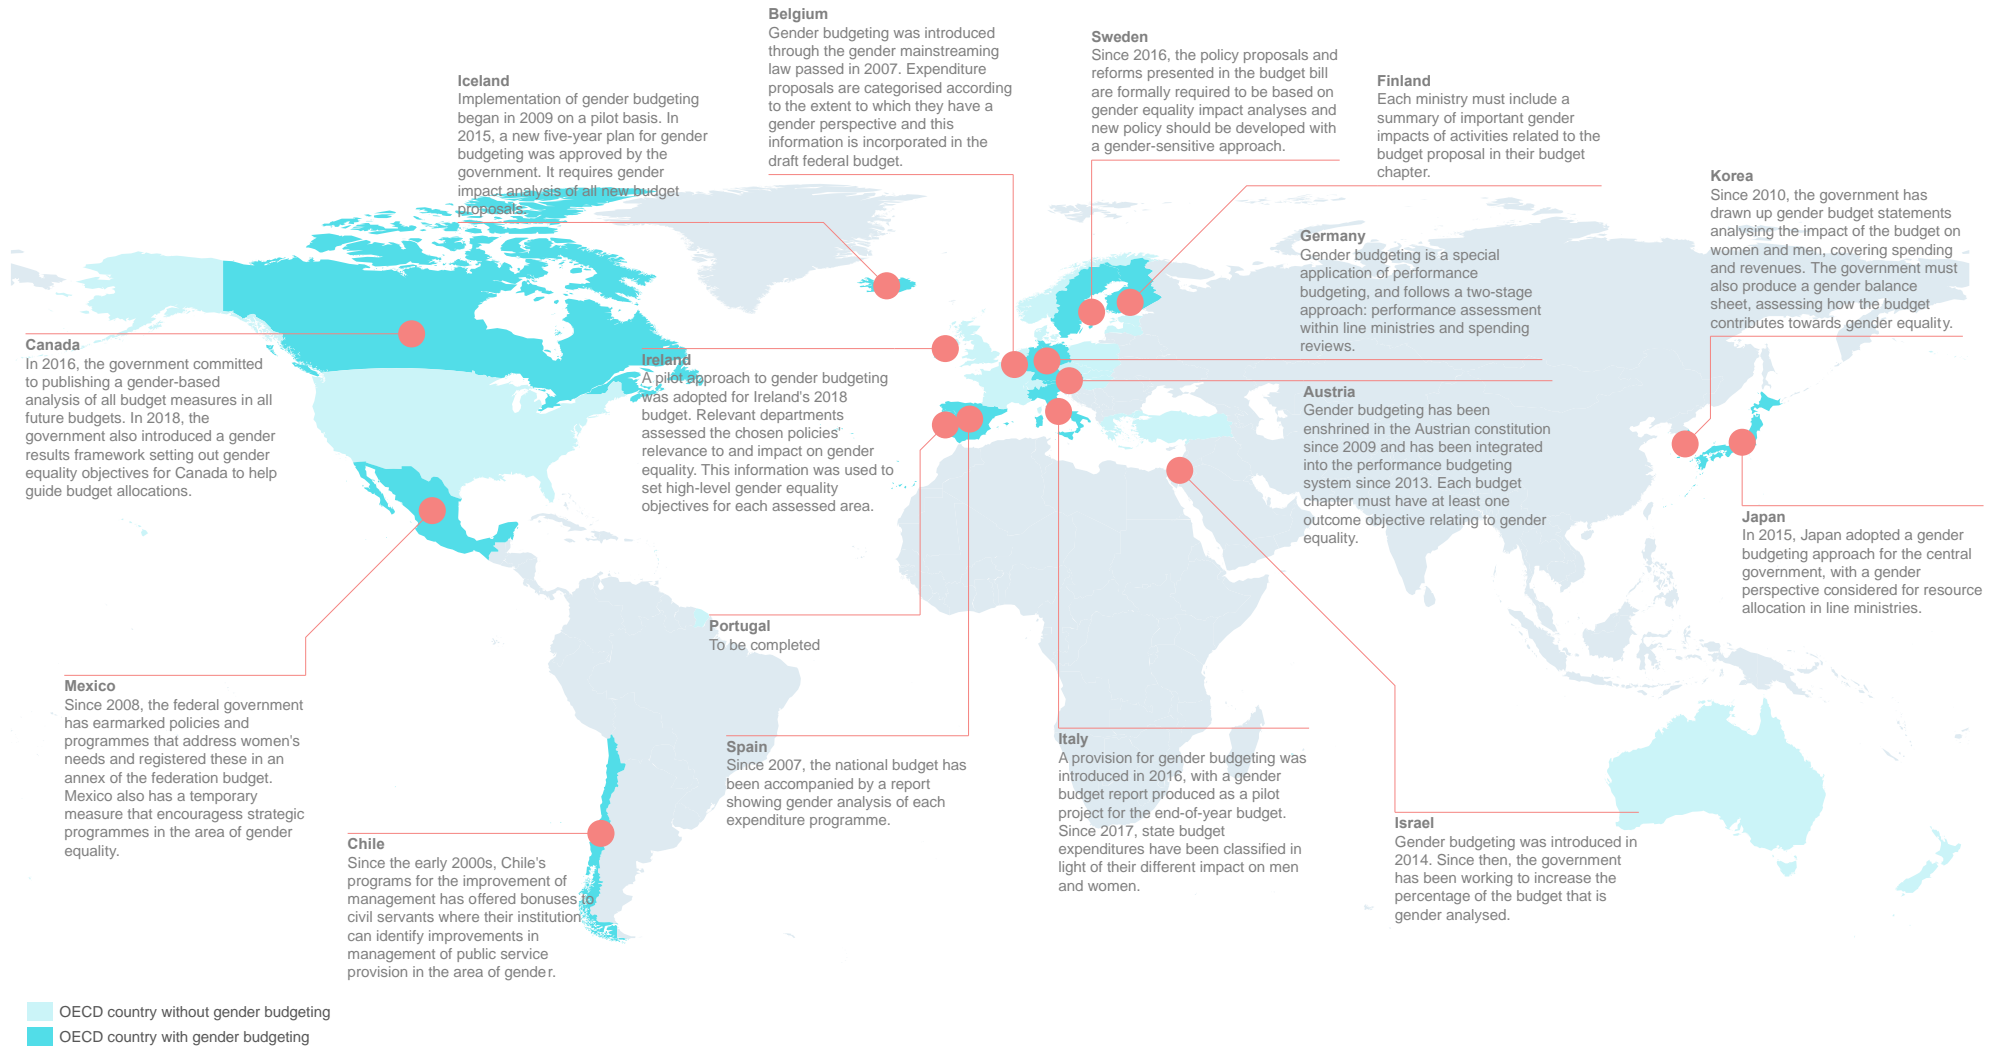 Belgium
Gender budgeting was introduced
through the gender mainstreaming
law passed in 2007. Expenditure
proposals are categorised according
to the extent to which they have a
gender perspective and this
information is incorporated in the
draft federal budget.
Sweden
Since 2016, the policy proposals and
reforms presented in the budget bill
are formally required to be based on
gender equality impact analyses and
new policy should be developed with
a gender-sensitive approach.
Iceland
Implementation of gender budgeting
began in 2009 on a pilot basis. In
2015, a new five-year plan for gender
budgeting was approved by the
government. It requires gender
impact analysis of all new budget
proposals.
Finland
Each ministry must include a
summary of important gender
impacts of activities related to the
budget proposal in their budget
chapter.
Korea
Since 2010, the government has
drawn up gender budget statements
analysing the impact of the budget on
women and men, covering spending
and revenues. The government must
also produce a gender balance
sheet, assessing how the budget
contributes towards gender equality.
Germany
Gender budgeting is a special
application of performance
budgeting, and follows a two-stage
approach: performance assessment
within line ministries and spending
reviews.
Canada
In 2016, the government committed
to publishing a gender-based
analysis of all budget measures in all
future budgets. In 2018, the
government also introduced a gender
results framework setting out gender
equality objectives for Canada to help
guide budget allocations.
Ireland
A pilot approach to gender budgeting
was adopted for Ireland's 2018
budget. Relevant departments
assessed the chosen policies'
relevance to and impact on gender
equality. This information was used to
set high-level gender equality
objectives for each assessed area.
Austria
Gender budgeting has been
enshrined in the Austrian constitution
since 2009 and has been integrated
into the performance budgeting
system since 2013. Each budget
chapter must have at least one
outcome objective relating to gender
equality.
Japan
In 2015, Japan adopted a gender
budgeting approach for the central
government, with a gender
perspective considered for resource
allocation in line ministries.
Portugal
To be completed
Mexico
Since 2008, the federal government
has earmarked policies and
programmes that address women's
needs and registered these in an
annex of the federation budget.
Mexico also has a temporary
measure that encouragess strategic
programmes in the area of gender
equality.
Spain
Since 2007, the national budget has
been accompanied by a report
showing gender analysis of each
expenditure programme.
Italy
A provision for gender budgeting was
introduced in 2016, with a gender
budget report produced as a pilot
project for the end-of-year budget.
Since 2017, state budget
expenditures have been classified in
light of their different impact on men
and women.
Israel
Gender budgeting was introduced in
2014. Since then, the government
has been working to increase the
percentage of the budget that is
gender analysed.
Chile
Since the early 2000s, Chile's
programs for the improvement of
management has offered bonuses to
civil servants where their institution
can identify improvements in
management of public service
provision in the area of gender.
OECD country without gender budgeting
OECD country with gender budgeting